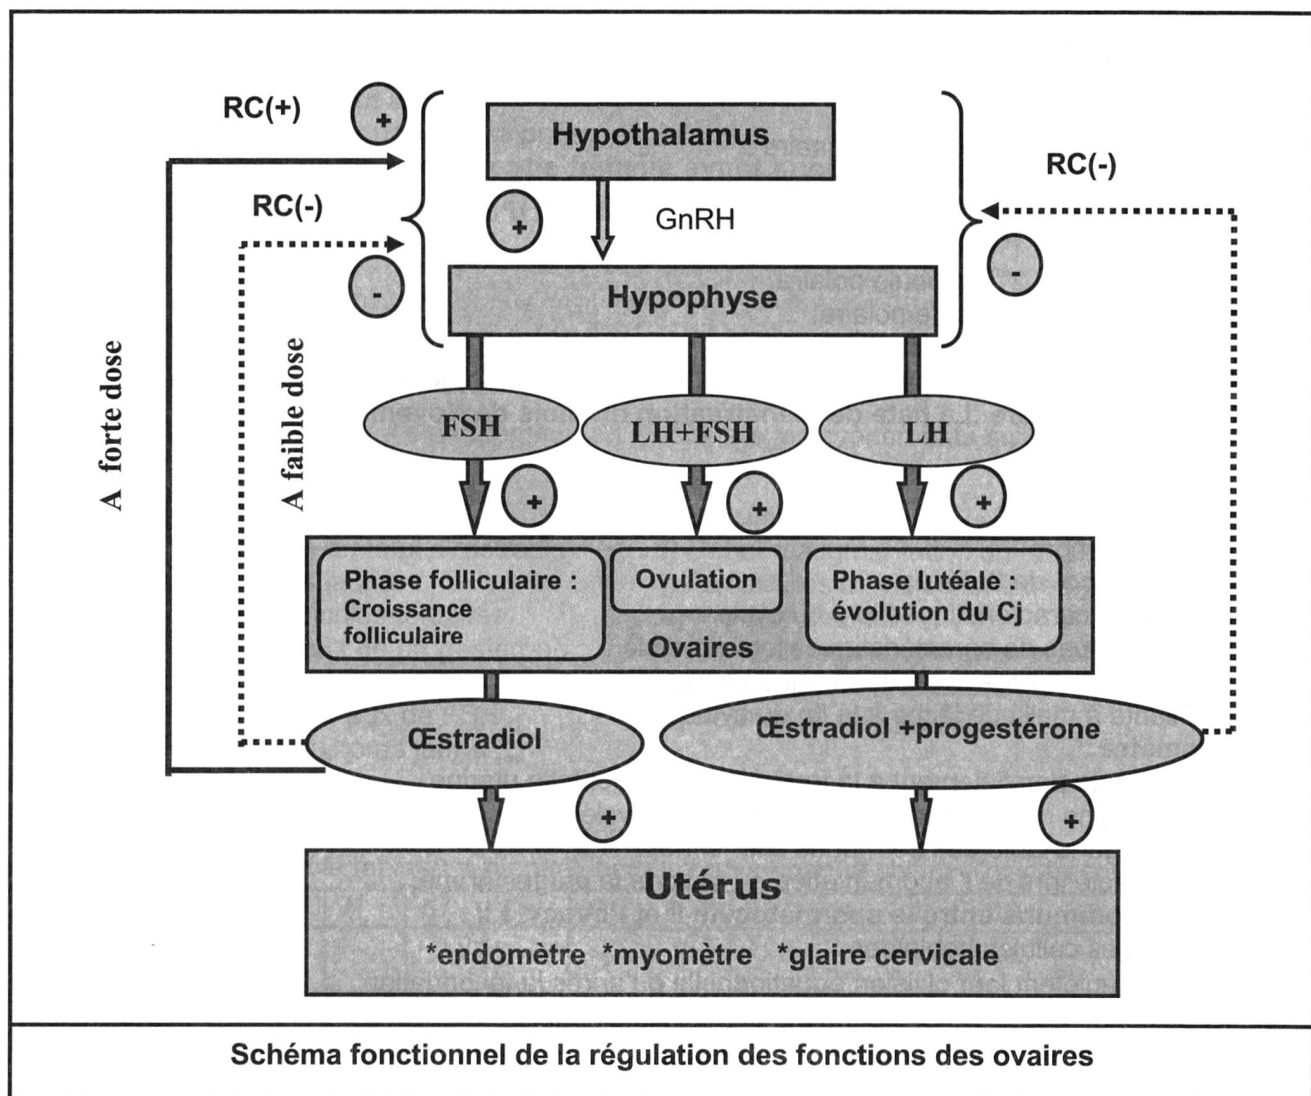 RC(+)
+
Hypothalamus
RC(-)
RC(-)
+
GnRH
-
-
Hypophyse
A forte dose
A faible dose
FSH
LH+FSH
LH
+
+
+
Phase folliculaire :
Croissance
folliculaire
Ovulation
Phase lutéale :
évolution du Cj
Ovaires
Œstradiol
Œstradiol +progestérone
+
+
Utérus
*endomètre *myomètre *glaire cervicale
Schéma fonctionnel de la régulation des fonctions des ovaires